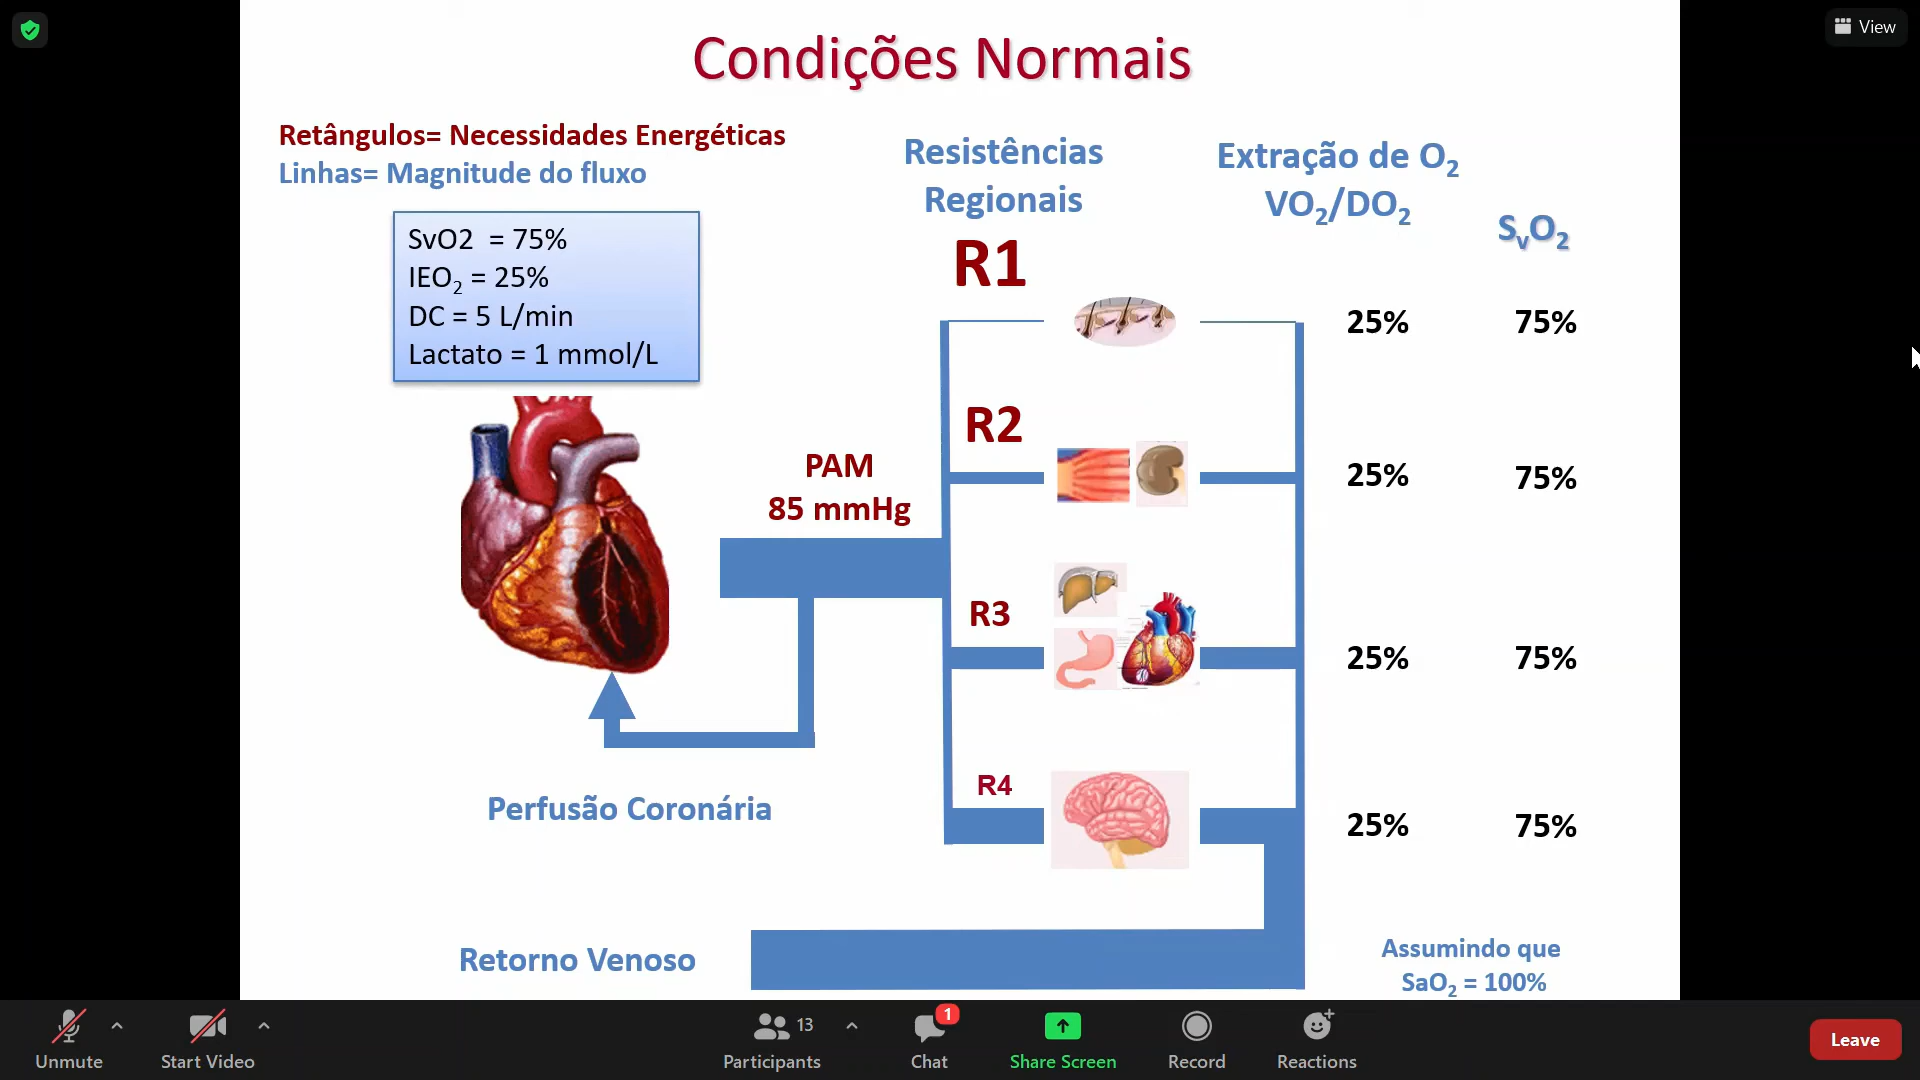 View
Condições Normais
Retângulos= Necessidades Energéticas
Linhas= Magnitude do fluxo
Resistências
Regionais
Extração de O2
VO2/DO2
SvO2
SvO2 = 75%
IEO2 = 25%
DC = 5 L/min
Lactato = 1 mmol/L
R1
25% 75%
R2
25% 75%
PAM
85 mmHg
R3
25% 75%
R4
25% 75%
Perfusão Coronária
Retorno Venoso
Assumindo que
SaO2 = 100%
13
1
Unmute
Start Video
Participants
Chat
Share Screen
Record
Reactions
Leave